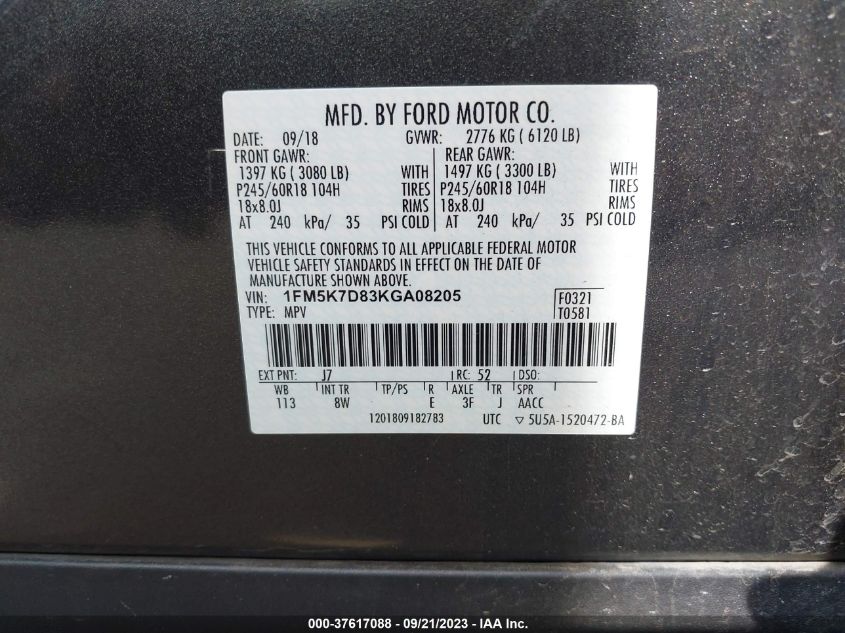 MFD. BY FORD MOTOR CO.
DATE: 09/18 GVWR: 2776 KG ( 6120 LB)
FRONT GAWR: REAR GAWR:
1397 KG ( 3080 LB) WITH 1497 KG ( 3300 LB) WITH
P245/60R18 104H TIRES P245/60R18 104H TIRES
18x8.0J RIMS 18x8.0J RIMS
AT 240 kPa/ 35 PSI COLD AT 240 kPa/ 35 PSI COLD
THIS VEHICLE CONFORMS TO ALL APPLICABLE FEDERAL MOTOR
VEHICLE SAFETY STANDARDS IN EFFECT ON THE DATE OF
MANUFACTURE SHOWN ABOVE.
VIN: 1FM5K7D83KGA08205 F0321
TYPE: MPV T0581
EXT PNT: J7 RC: 52 DSO:
WB INT TR TP/PS R AXLE TR SPR
113 8W E 3F J AACC
1201809182783 UTC ▽ 5U5A-1520472-BA
000-37617088 - 09/21/2023 - IAA Inc.